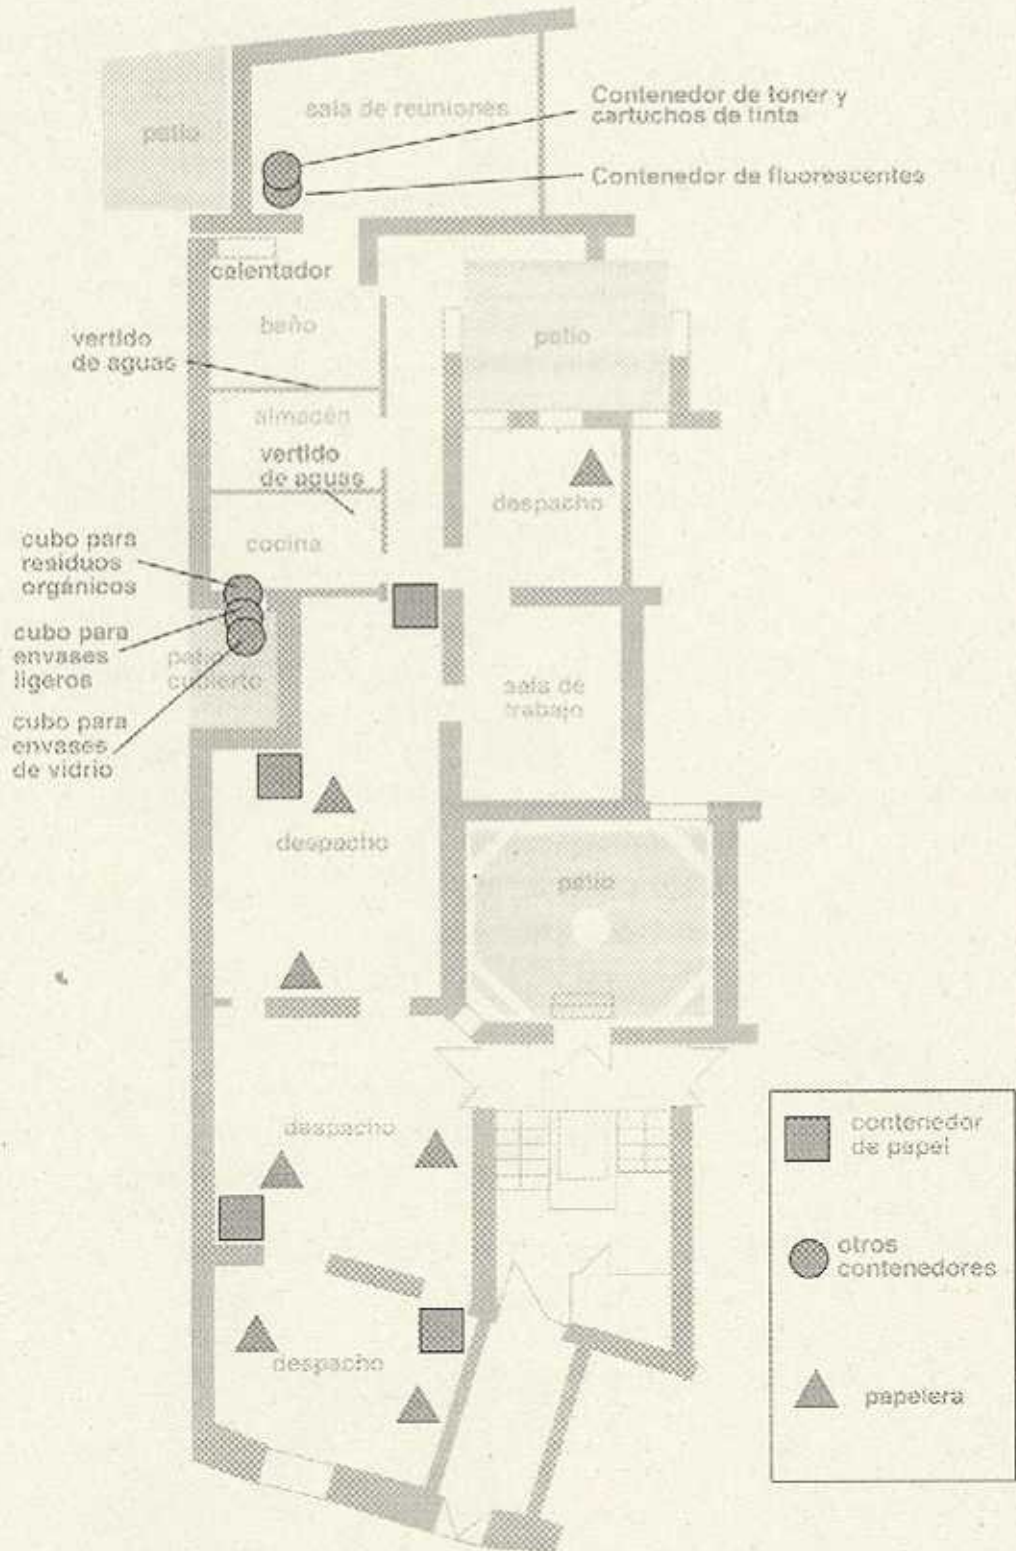 sala de reuniones
patio
Contenedor de toner y
cartuchos de tinta
Contenedor de fluorescentes
calentador
baño
patio
vertido
de aguas
almacén
vertido
de aguas
despacho
cocina
cubo para
residuos
orgánicos
cubo para
envases
ligeros
patio
cubierto
sala de
trabajo
cubo para
envases
de vidrio
despacho
patio
despacho
contenedor
de papel
otros
contenedores
despacho
papelera